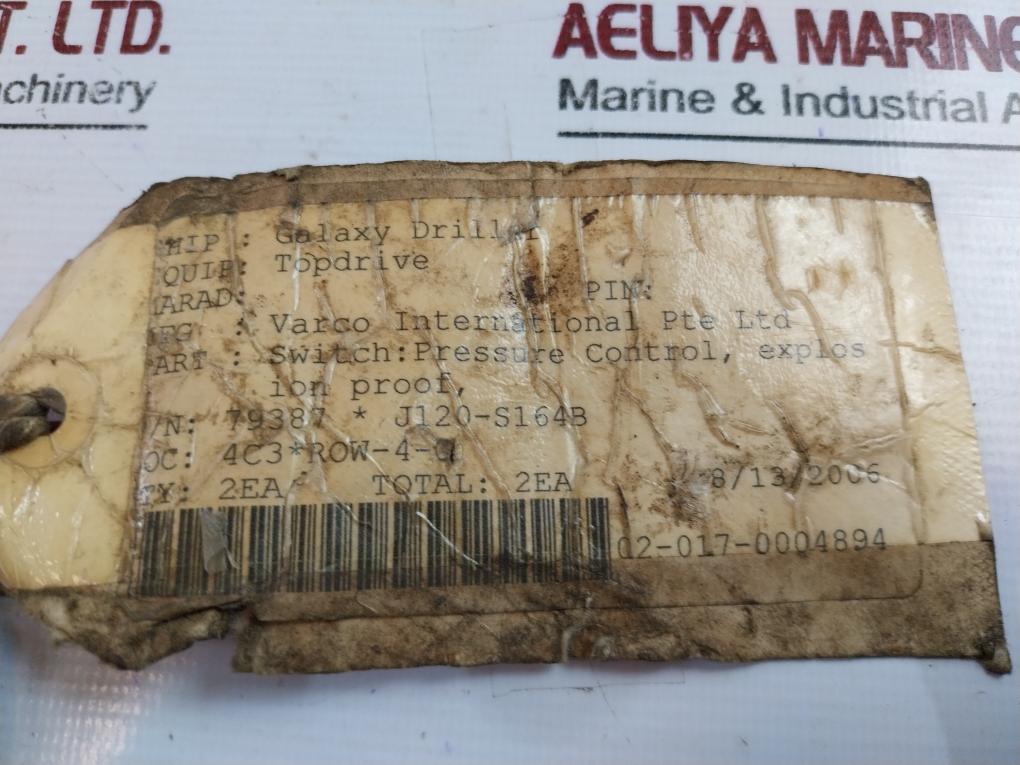 T. LTD.
AELIYA MARINE
chinery
Marine & Industrial A
HIP : Galaxy Driller
QUIP: Topdrive
ARAD:
PIN:
FG : Varco International Pte Ltd
ART : Switch:Pressure Control, explos
ion proof,
/N: 79387 * J120-S164B
OC: 4C3*ROW-4-
TY: 2EA TOTAL: 2EA
8/13/2006
02-017-0004894